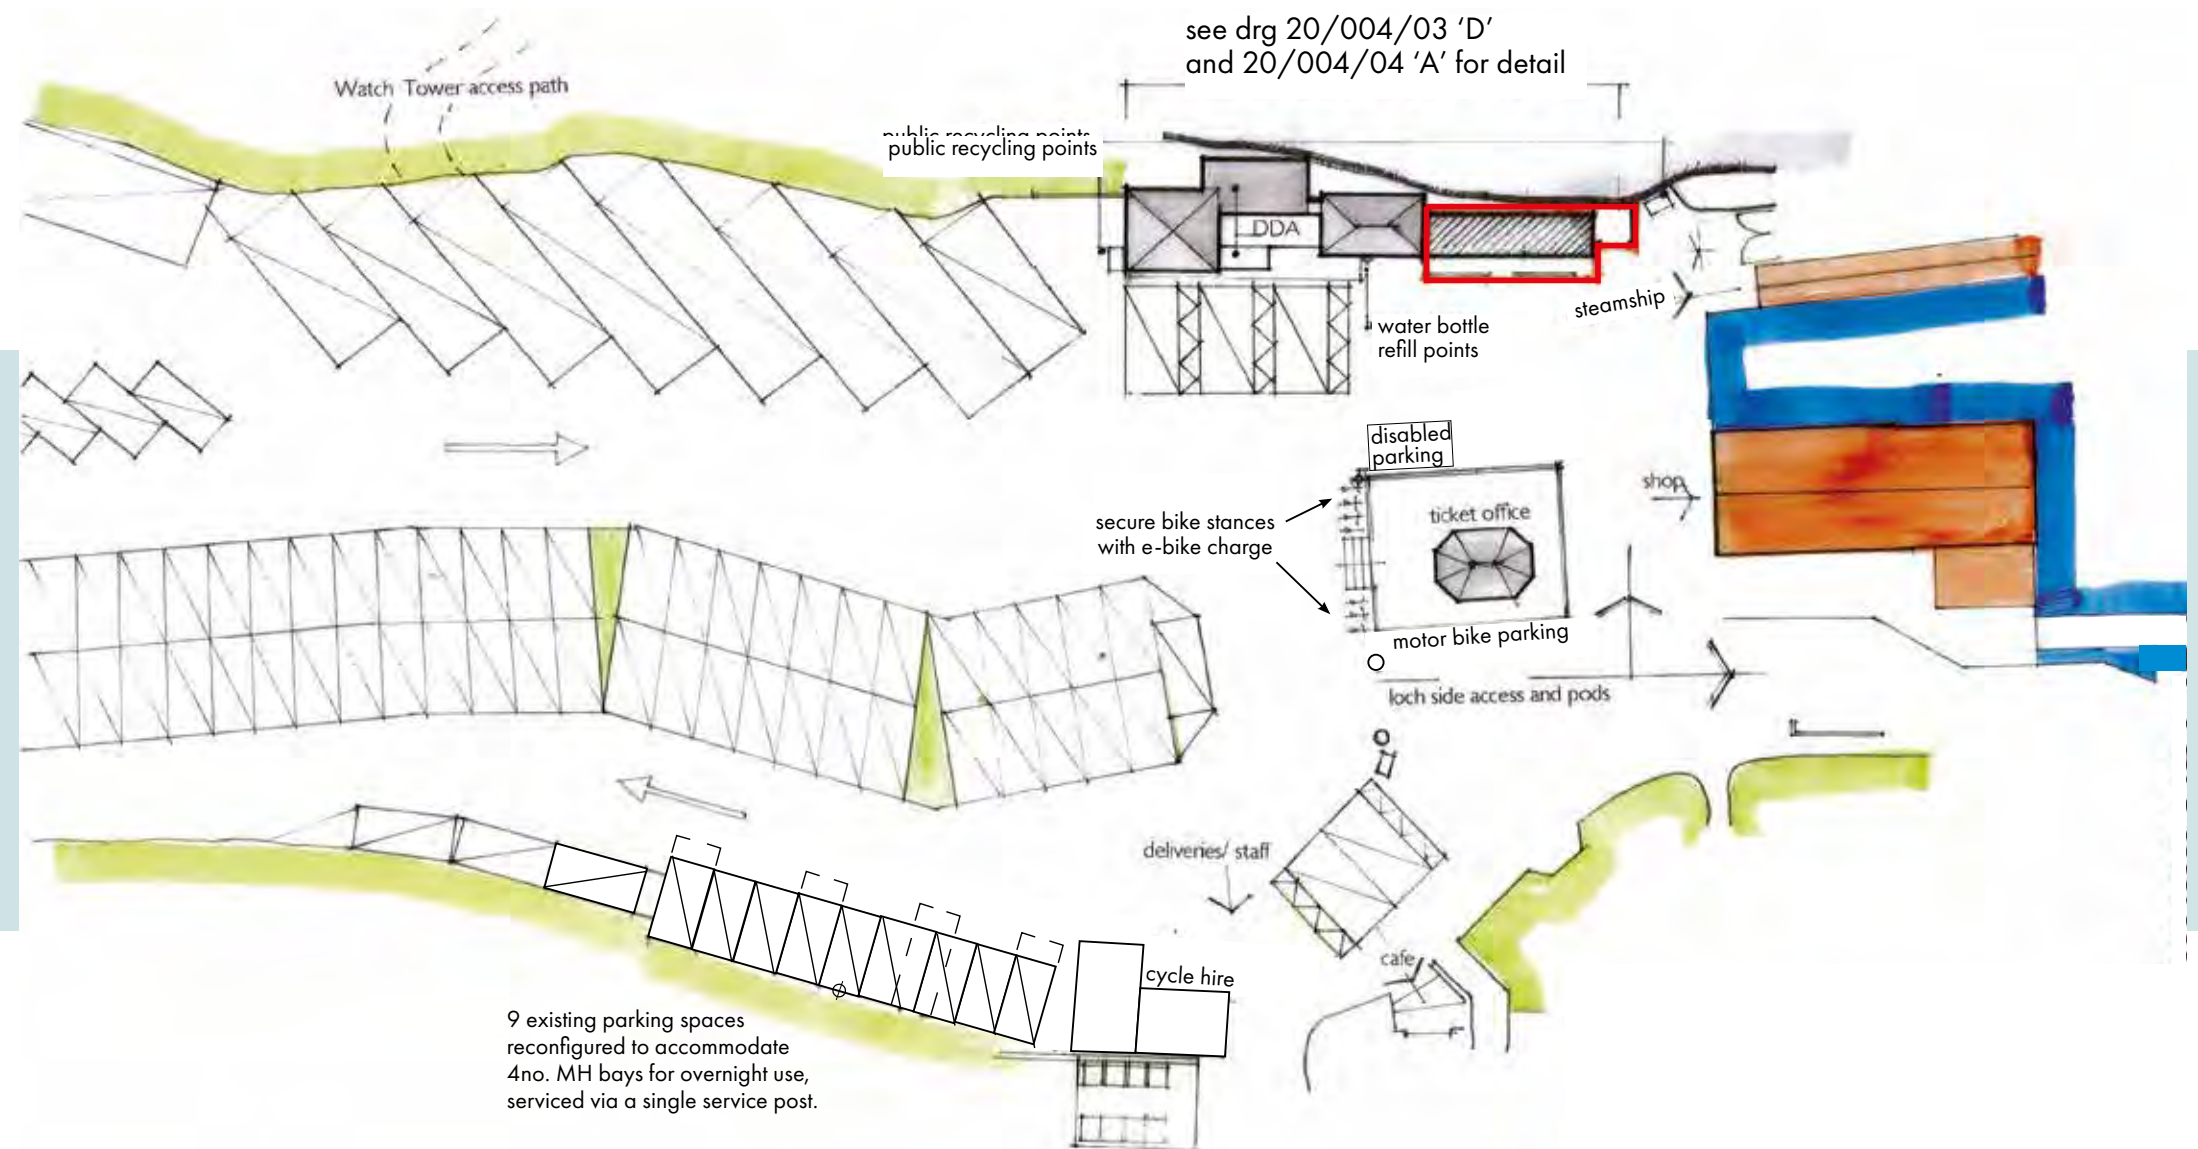 see drg 20/004/03 ‘D’
and 20/004/04 ‘A’ for detail
Watch Tower access path
public recycling points
public recycling points
DDA
steamship
water bottle
refill points
disabled
parking
shop
ticket office
secure bike stances
with e-bike charge
motor bike parking
loch side access and pods
deliveries/ staff
cafe
cycle hire
9 existing parking spaces
reconfigured to accommodate
4no. MH bays for overnight use,
serviced via a single service post.